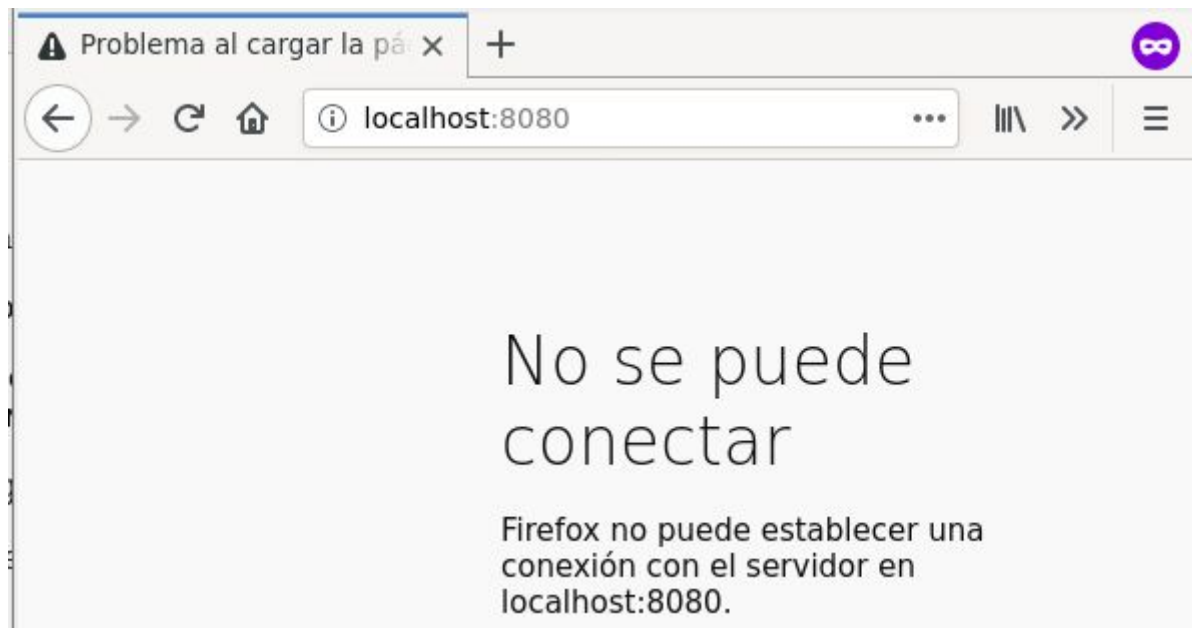 Problema al cargar la pá
localhost:8080
No se puede
conectar
Firefox no puede establecer una
conexión con el servidor en
localhost:8080.